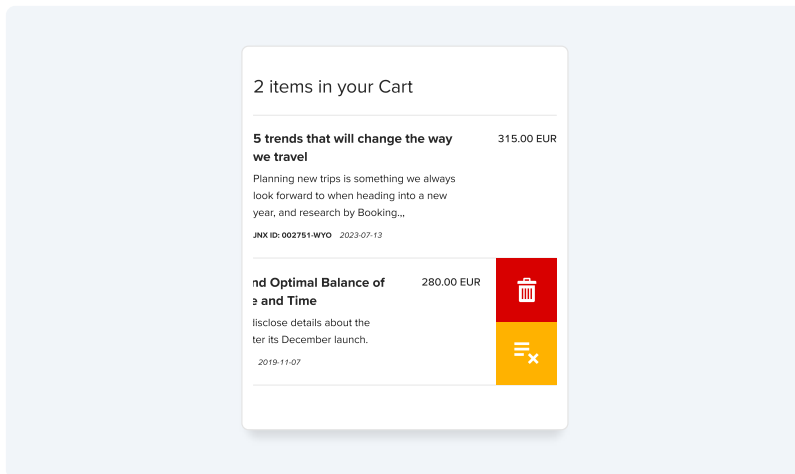 2 items in your Cart
5 trends that will change the way
315.00 EUR
we travel
Planning new trips is something we always
look forward to when heading into a new
year, and research by Booking.,,
JNX ID: 002751-WYO 2023-07-13
nd Optimal Balance of
280.00 EUR
e and Time
disclose details about the
ter its December launch.
2019-11-07